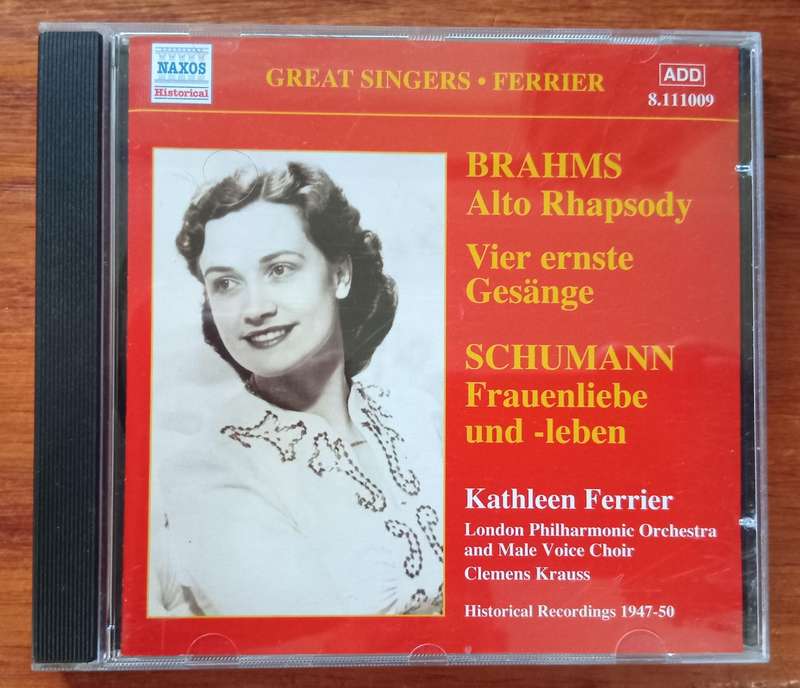 NAXOS
Historical
GREAT SINGERS • FERRIER
ADD
8.111009
BRAHMS
Alto Rhapsody
Vier ernste
Gesänge
SCHUMANN
Frauenliebe
und -leben
Kathleen Ferrier
London Philharmonic Orchestra
and Male Voice Choir
Clemens Krauss
Historical Recordings 1947-50